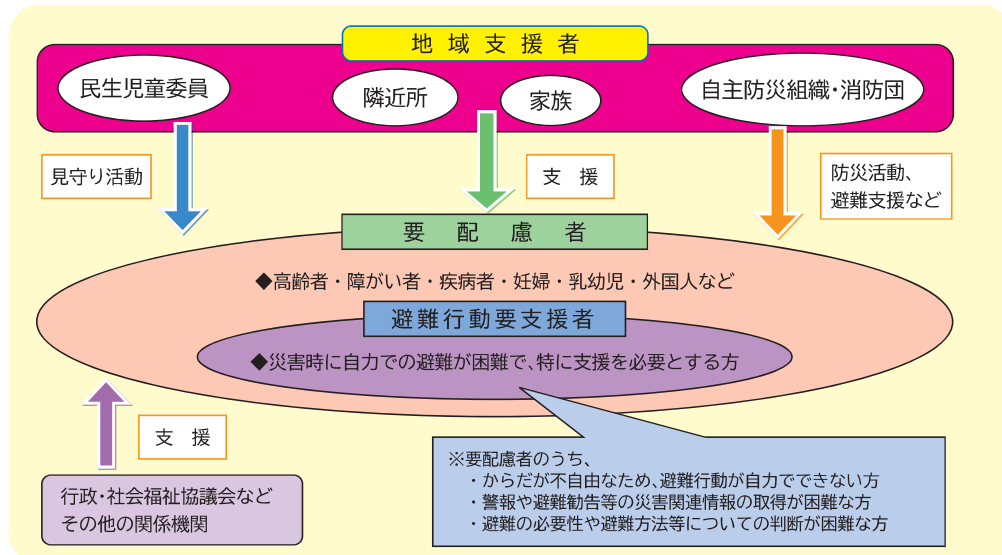 地域支援者
民生児童委員
隣近所
家族
自主防災組織・消防団
見守り活動
支　援
防災活動、
避難支援など
要配慮者
◆高齢者・障がい者・疾病者・妊婦・乳幼児・外国人など
避難行動要支援者
◆災害時に自力での避難が困難で、特に支援を必要とする方
支　援
行政・社会福祉協議会など
その他の関係機関
※要配慮者のうち、
・からだが不自由なため、避難行動が自力でできない方
・警報や避難勧告等の災害関連情報の取得が困難な方
・避難の必要性や避難方法等についての判断が困難な方